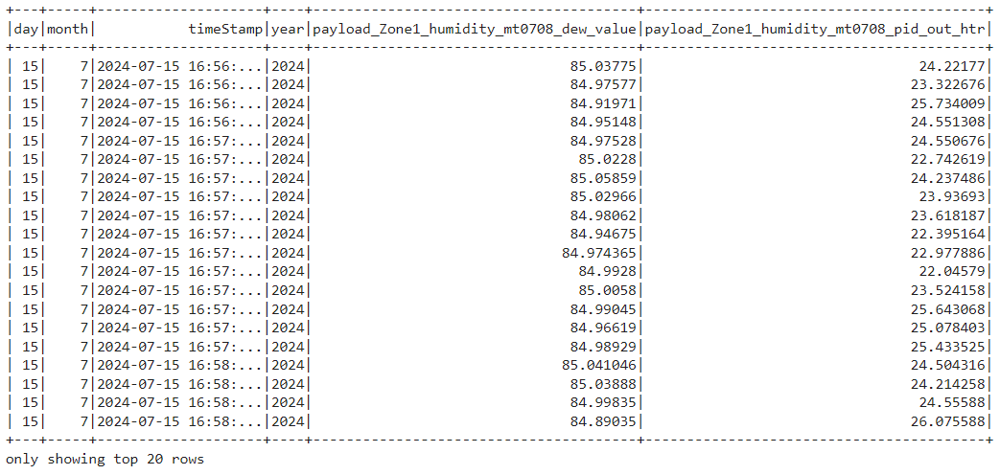 +---+-----+--------------------+----+---------------------------------------+-----------------------------------------+
|day|month|           timeStamp|year|payload_Zone1_humidity_mt0708_dew_value|payload_Zone1_humidity_mt0708_pid_out_htr|
+---+-----+--------------------+----+---------------------------------------+-----------------------------------------+
| 15|    7|2024-07-15 16:56:...|2024|                               85.03775|                                 24.22177|
| 15|    7|2024-07-15 16:56:...|2024|                               84.97577|                                23.322676|
| 15|    7|2024-07-15 16:56:...|2024|                               84.91971|                                25.734009|
| 15|    7|2024-07-15 16:56:...|2024|                               84.95148|                                24.551308|
| 15|    7|2024-07-15 16:57:...|2024|                               84.97528|                                24.550676|
| 15|    7|2024-07-15 16:57:...|2024|                                85.0228|                                22.742619|
| 15|    7|2024-07-15 16:57:...|2024|                               85.05859|                                24.237486|
| 15|    7|2024-07-15 16:57:...|2024|                               85.02966|                                 23.93693|
| 15|    7|2024-07-15 16:57:...|2024|                               84.98062|                                23.618187|
| 15|    7|2024-07-15 16:57:...|2024|                               84.94675|                                22.395164|
| 15|    7|2024-07-15 16:57:...|2024|                              84.974365|                                22.977886|
| 15|    7|2024-07-15 16:57:...|2024|                                84.9928|                                 22.04579|
| 15|    7|2024-07-15 16:57:...|2024|                                85.0058|                                23.524158|
| 15|    7|2024-07-15 16:57:...|2024|                               84.99045|                                25.643068|
| 15|    7|2024-07-15 16:57:...|2024|                               84.96619|                                25.078403|
| 15|    7|2024-07-15 16:57:...|2024|                               84.98929|                                25.433525|
| 15|    7|2024-07-15 16:58:...|2024|                              85.041046|                                24.504316|
| 15|    7|2024-07-15 16:58:...|2024|                               85.03888|                                24.214258|
| 15|    7|2024-07-15 16:58:...|2024|                               84.99835|                                 24.55588|
| 15|    7|2024-07-15 16:58:...|2024|                               84.89035|                                26.075588|
+---+-----+--------------------+----+---------------------------------------+-----------------------------------------+
only showing top 20 rows